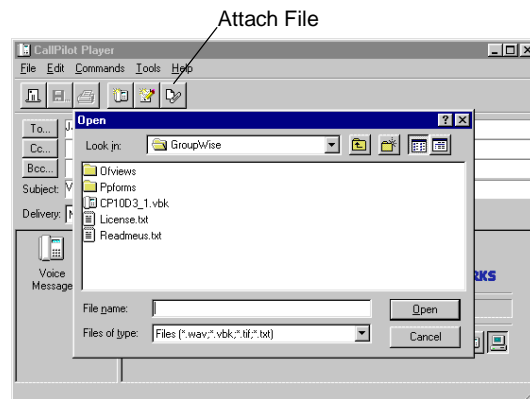 Attach File
CallPilot Player
File Edit Commands Tools Help
To... J.
Cc...
Bcc...
Subject: V
Delivery: N
Open
Look in: GroupWise
Ofviews
Ppforms
CP10D3_1.vbk
License.txt
Readmeus.txt
File name:
Open
Files of type: Files (*.wav;*.vbk;*.tif;*.txt)
Cancel
Voice
Message
RKS